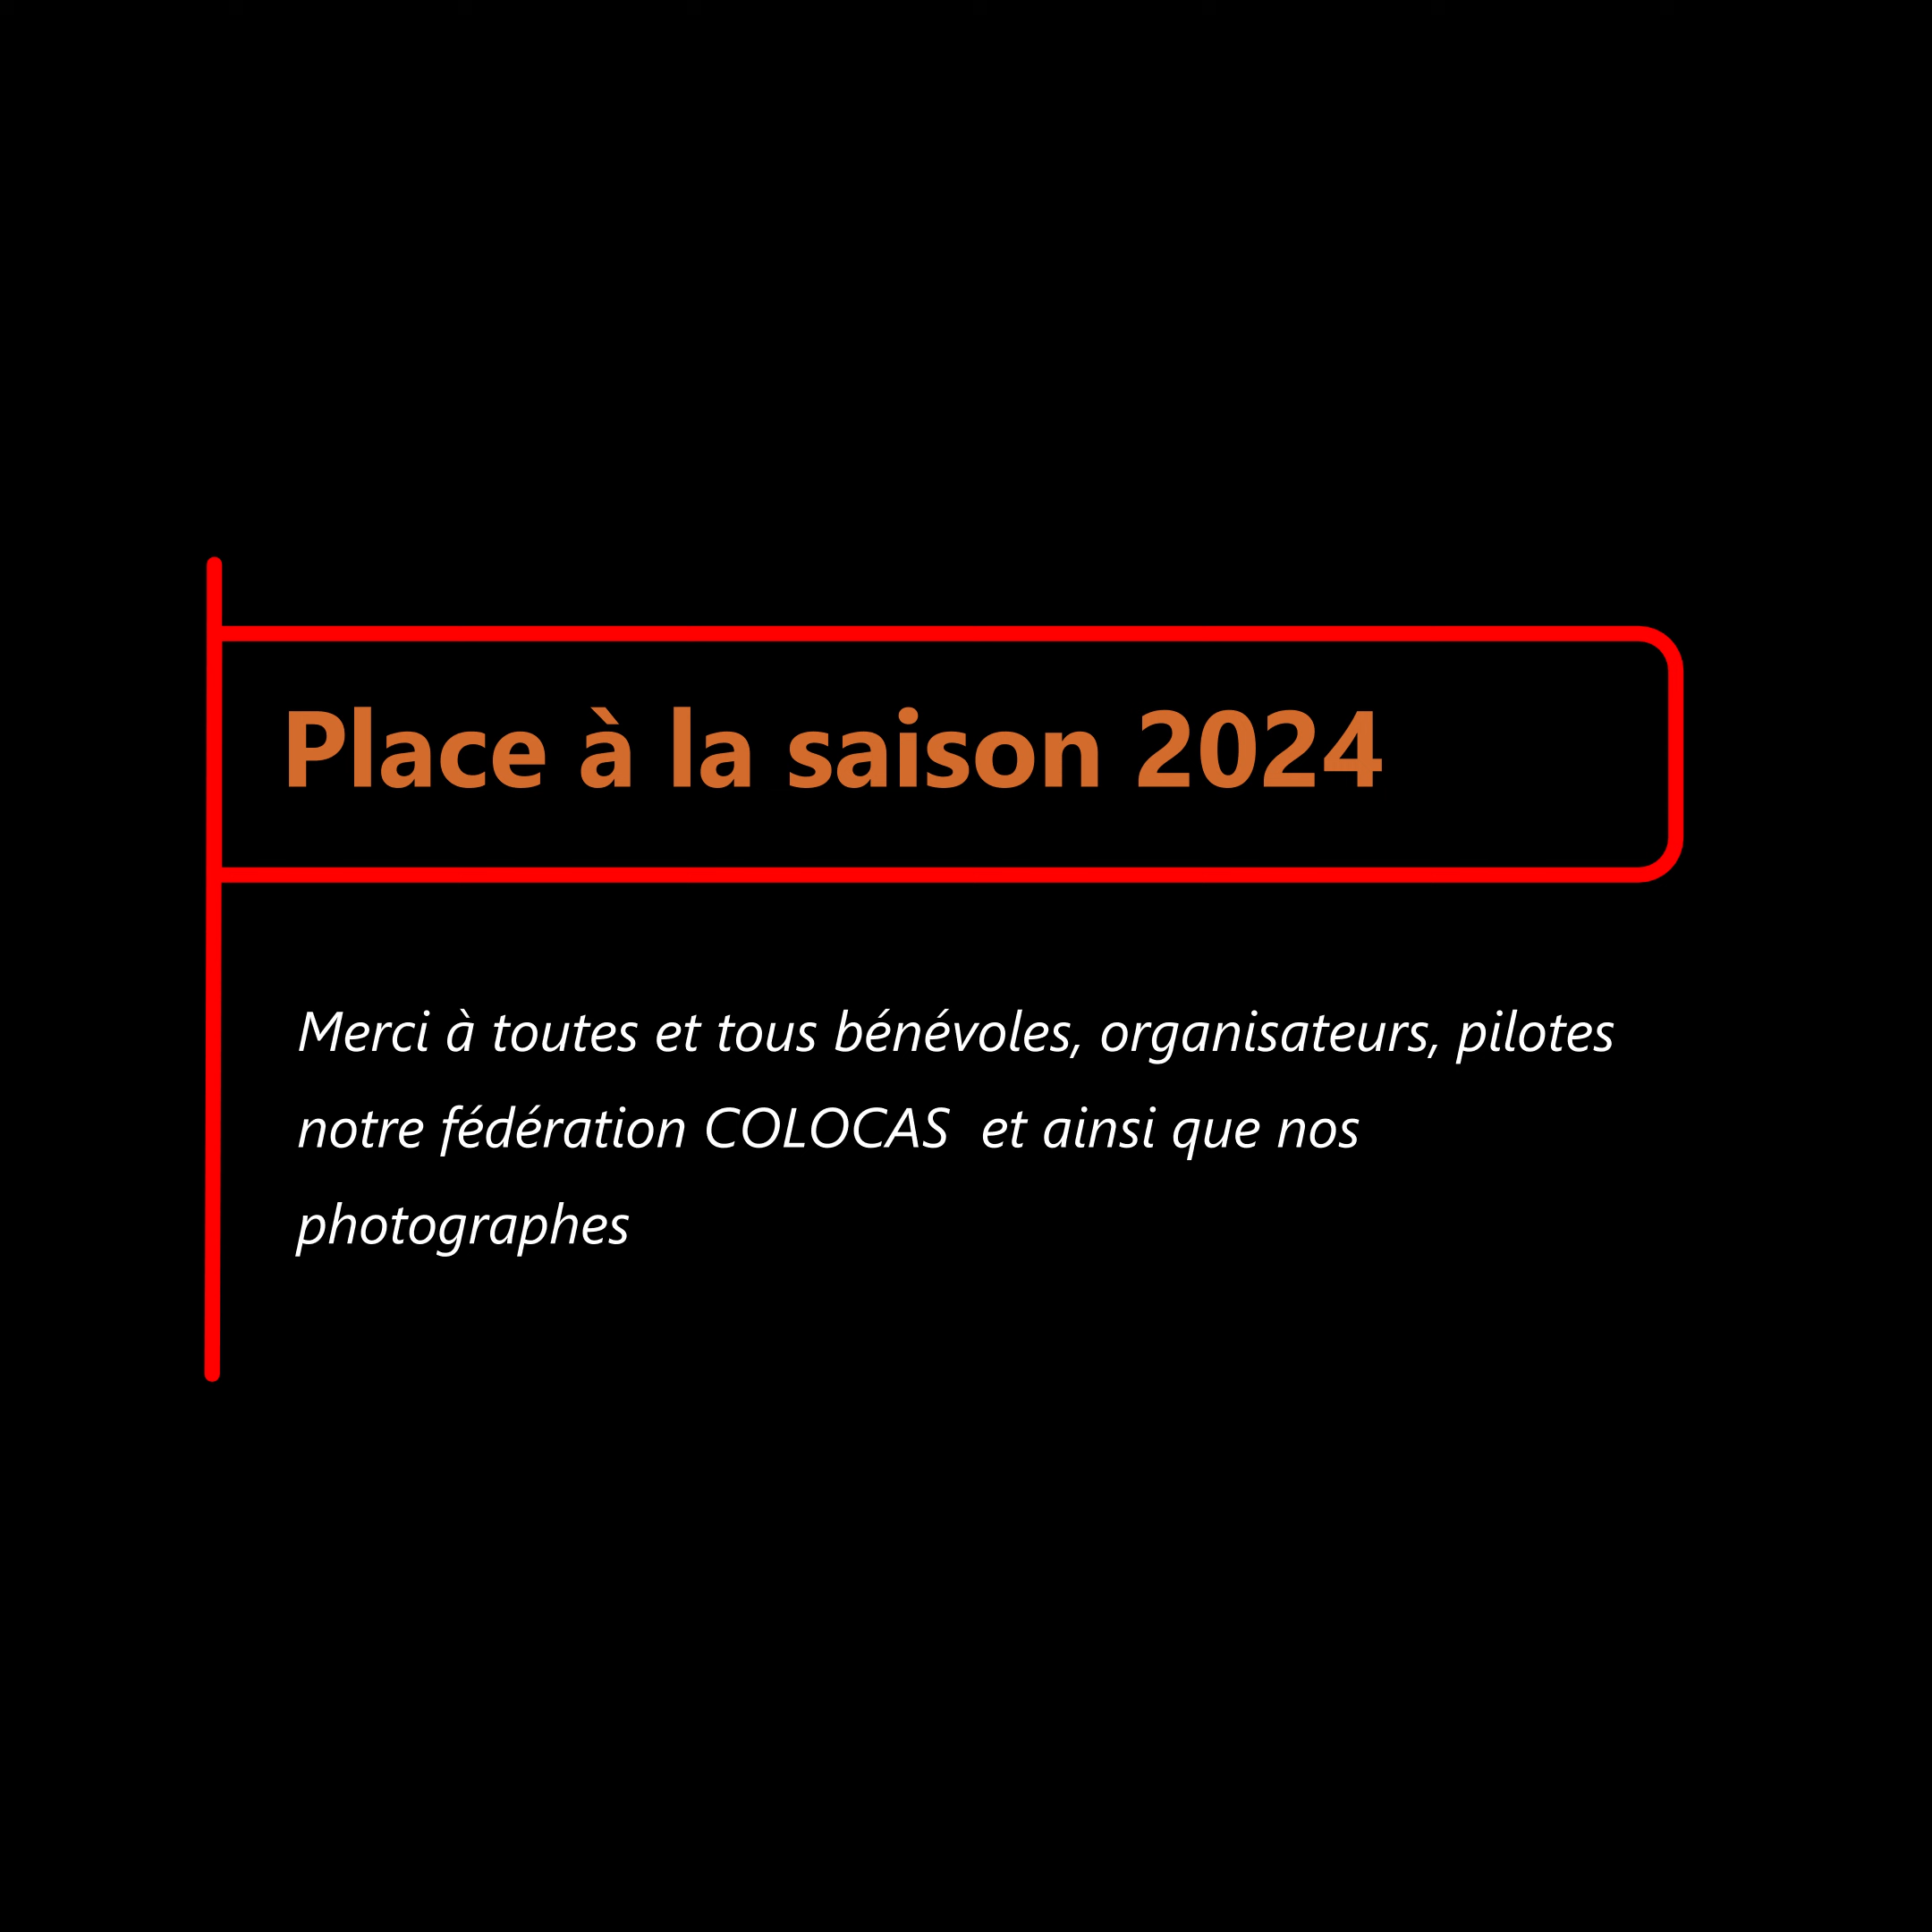 Place à la saison 2024
Merci à toutes et tous bénévoles, organisateurs, pilotes
notre fédération COLOCAS  et ainsi que nos
photographes